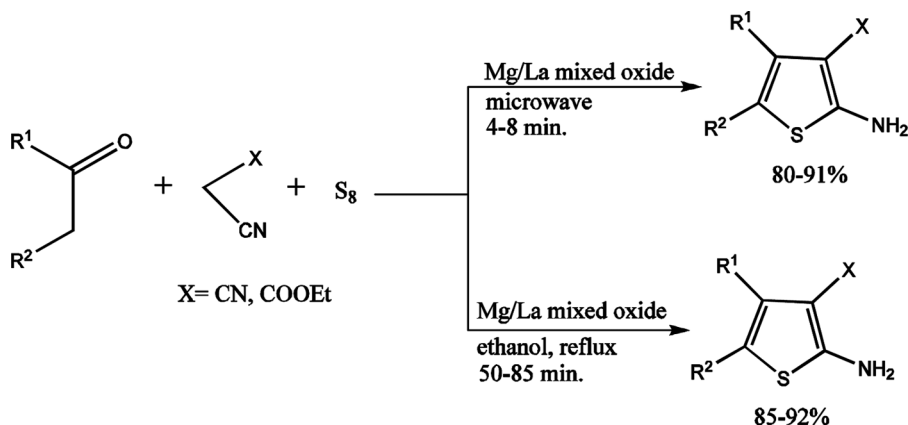 R¹
O
R²
+
X
CN
+
S₈
X= CN, COOEt
Mg/La mixed oxide
microwave
4-8 min.
R¹
X
R²
S
NH₂
80-91%
Mg/La mixed oxide
ethanol, reflux
50-85 min.
R¹
X
R²
S
NH₂
85-92%